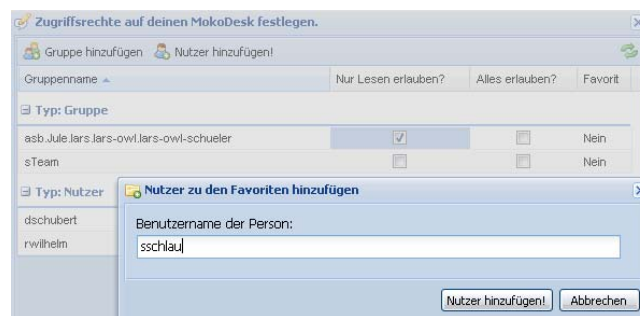 Zugriffsrechte auf deinen MokoDesk festlegen.
Gruppe hinzufügen Nutzer hinzufügen!
Gruppenname Nur Lesen erlauben? Alles erlauben? Favorit
Typ: Gruppe
asb.Jule.lars.lars-owl.lars-owl-schueler Nein
sTeam Nein
Typ: Nutzer
dschubert
rwilhelm
Nutzer zu den Favoriten hinzufügen
Benutzername der Person:
sschlau
Nutzer hinzufügen! Abbrechen